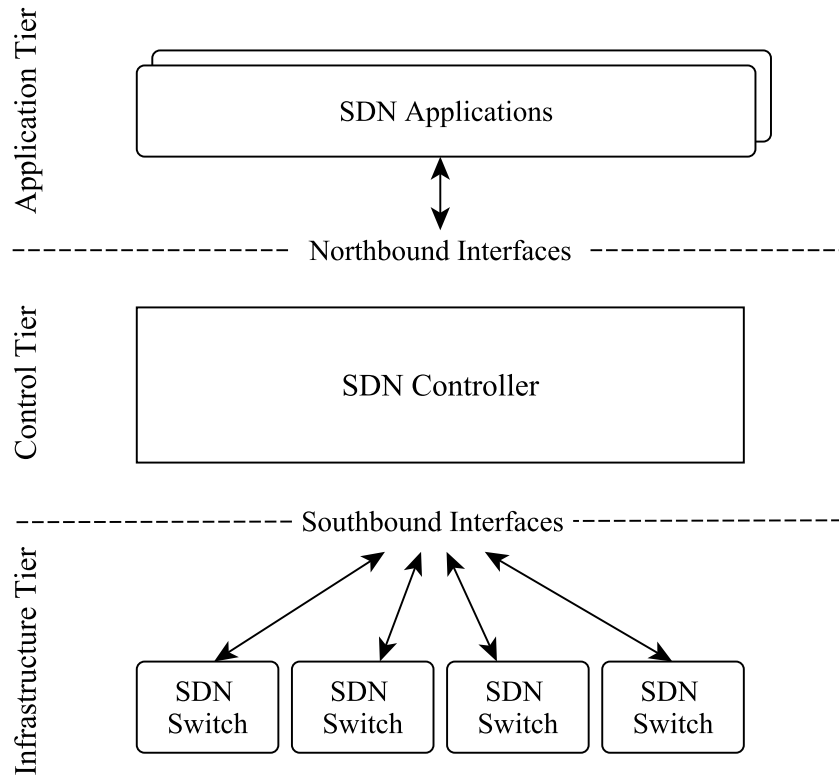 Application Tier
SDN Applications
Northbound Interfaces
Control Tier
SDN Controller
Southbound Interfaces
Infrastructure Tier
SDN
Switch
SDN
Switch
SDN
Switch
SDN
Switch